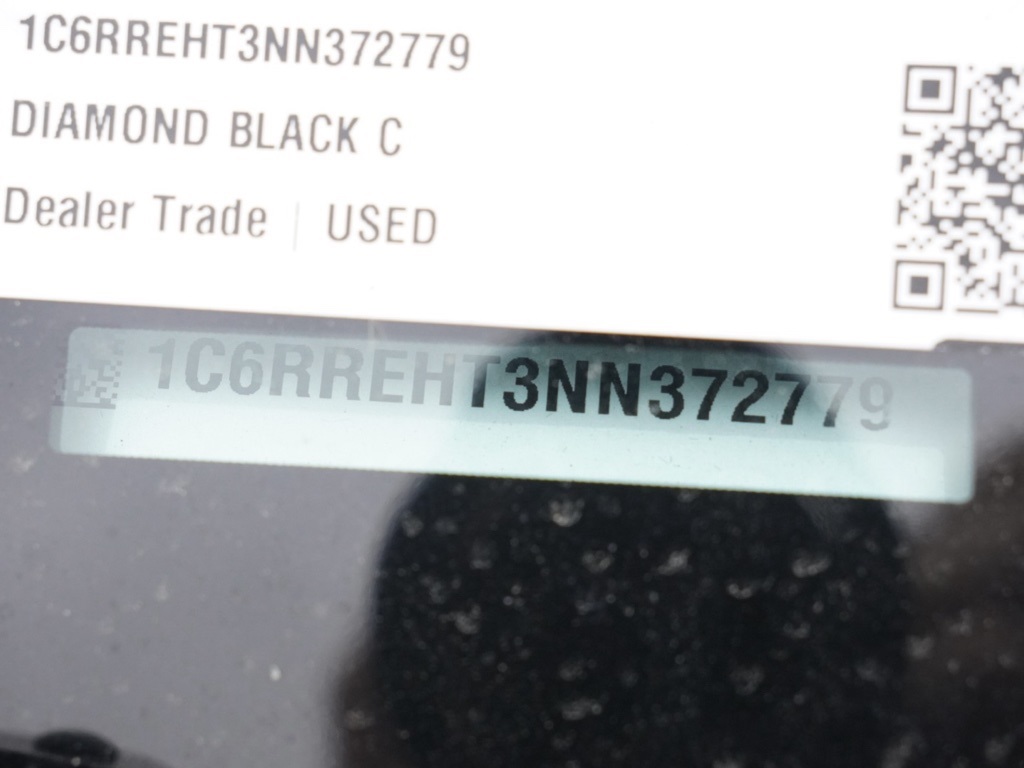 1C6RREHT3NN372779
DIAMOND BLACK C
Dealer Trade | USED
1C6RREHT3NN372779